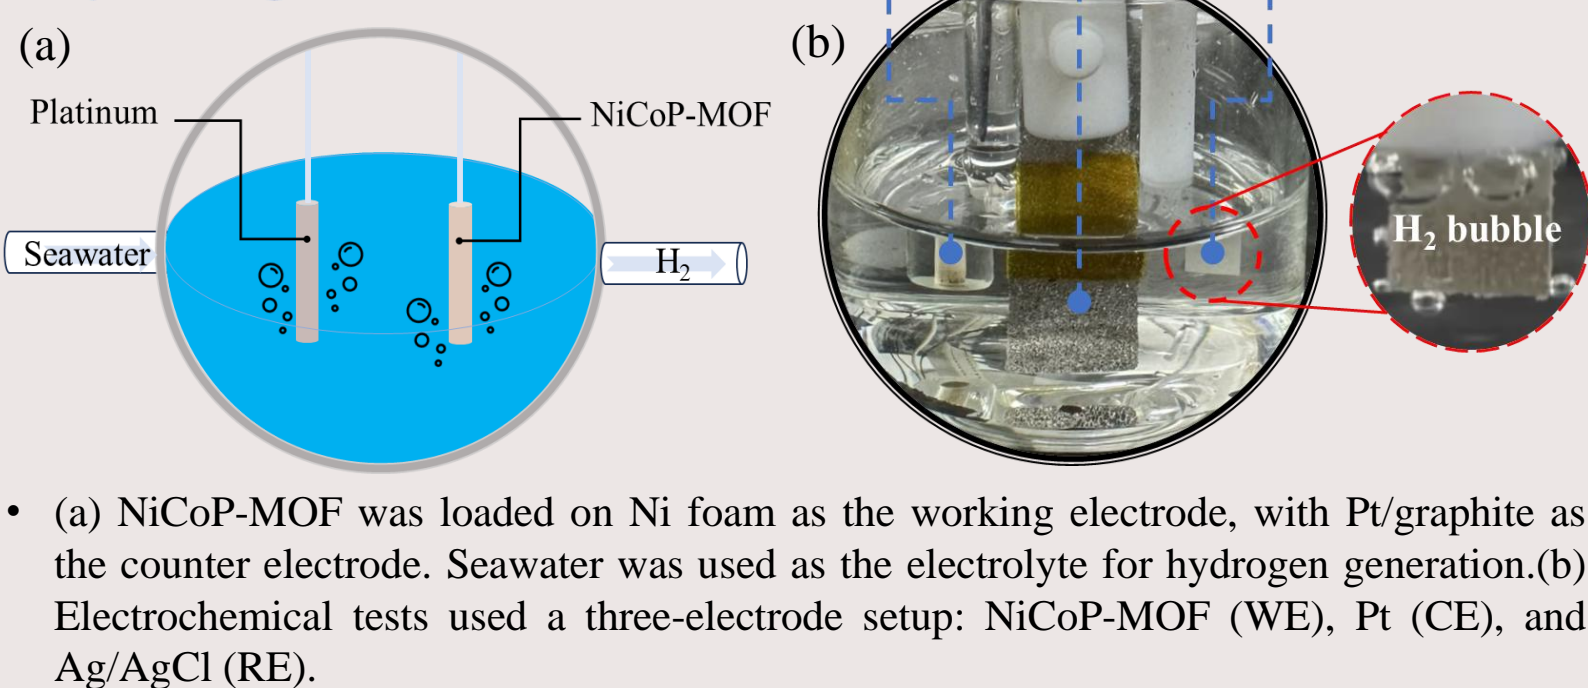 (a)
(b)
Platinum
NiCoP-MOF
Seawater
H₂
H₂ bubble
• (a) NiCoP-MOF was loaded on Ni foam as the working electrode, with Pt/graphite as
the counter electrode. Seawater was used as the electrolyte for hydrogen generation.(b)
Electrochemical tests used a three-electrode setup: NiCoP-MOF (WE), Pt (CE), and
Ag/AgCl (RE).